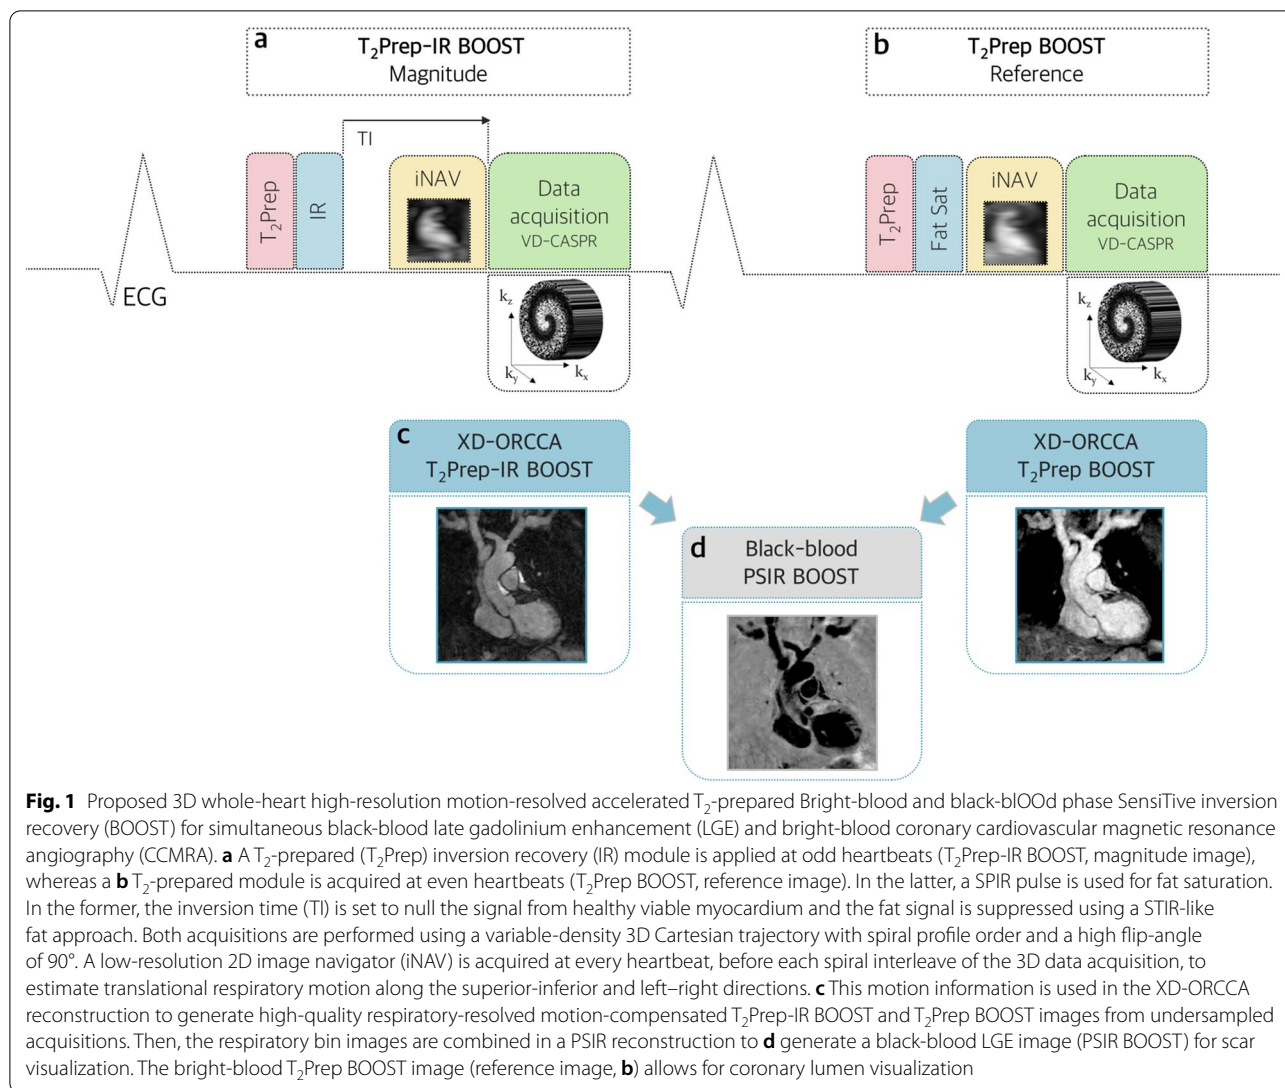 a
T₂Prep-IR BOOST
Magnitude
b
T₂Prep BOOST
Reference
TI
T₂Prep
IR
iNAV
Data
acquisition
VD-CASPR
T₂Prep
Fat Sat
iNAV
Data
acquisition
VD-CASPR
ECG
k_z
k_y
k_x
k_z
k_y
k_x
c
XD-ORCCA
T₂Prep-IR BOOST
XD-ORCCA
T₂Prep BOOST
d
Black-blood
PSIR BOOST
Fig. 1 Proposed 3D whole-heart high-resolution motion-resolved accelerated T₂-prepared Bright-blood and black-blOOd phase SensiTive inversion
recovery (BOOST) for simultaneous black-blood late gadolinium enhancement (LGE) and bright-blood coronary cardiovascular magnetic resonance
angiography (CCMRA). a A T₂-prepared (T₂Prep) inversion recovery (IR) module is applied at odd heartbeats (T₂Prep-IR BOOST, magnitude image),
whereas a b T₂-prepared module is acquired at even heartbeats (T₂Prep BOOST, reference image). In the latter, a SPIR pulse is used for fat saturation.
In the former, the inversion time (TI) is set to null the signal from healthy viable myocardium and the fat signal is suppressed using a STIR-like
fat approach. Both acquisitions are performed using a variable-density 3D Cartesian trajectory with spiral profile order and a high flip-angle
of 90°. A low-resolution 2D image navigator (iNAV) is acquired at every heartbeat, before each spiral interleave of the 3D data acquisition, to
estimate translational respiratory motion along the superior-inferior and left–right directions. c This motion information is used in the XD-ORCCA
reconstruction to generate high-quality respiratory-resolved motion-compensated T₂Prep-IR BOOST and T₂Prep BOOST images from undersampled
acquisitions. Then, the respiratory bin images are combined in a PSIR reconstruction to d generate a black-blood LGE image (PSIR BOOST) for scar
visualization. The bright-blood T₂Prep BOOST image (reference image, b) allows for coronary lumen visualization